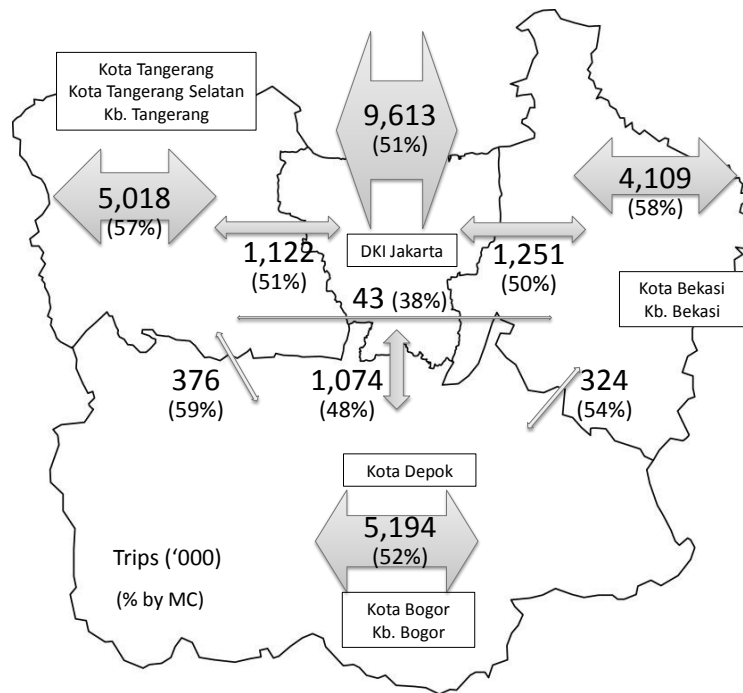 Kota Tangerang
Kota Tangerang Selatan
Kb. Tangerang
9,613
(51%)
5,018
(57%)
4,109
(58%)
1,122
(51%)
DKI Jakarta
1,251
(50%)
Kota Bekasi
Kb. Bekasi
43 (38%)
376
(59%)
1,074
(48%)
324
(54%)
Kota Depok
5,194
(52%)
Trips (‘000)
(% by MC)
Kota Bogor
Kb. Bogor